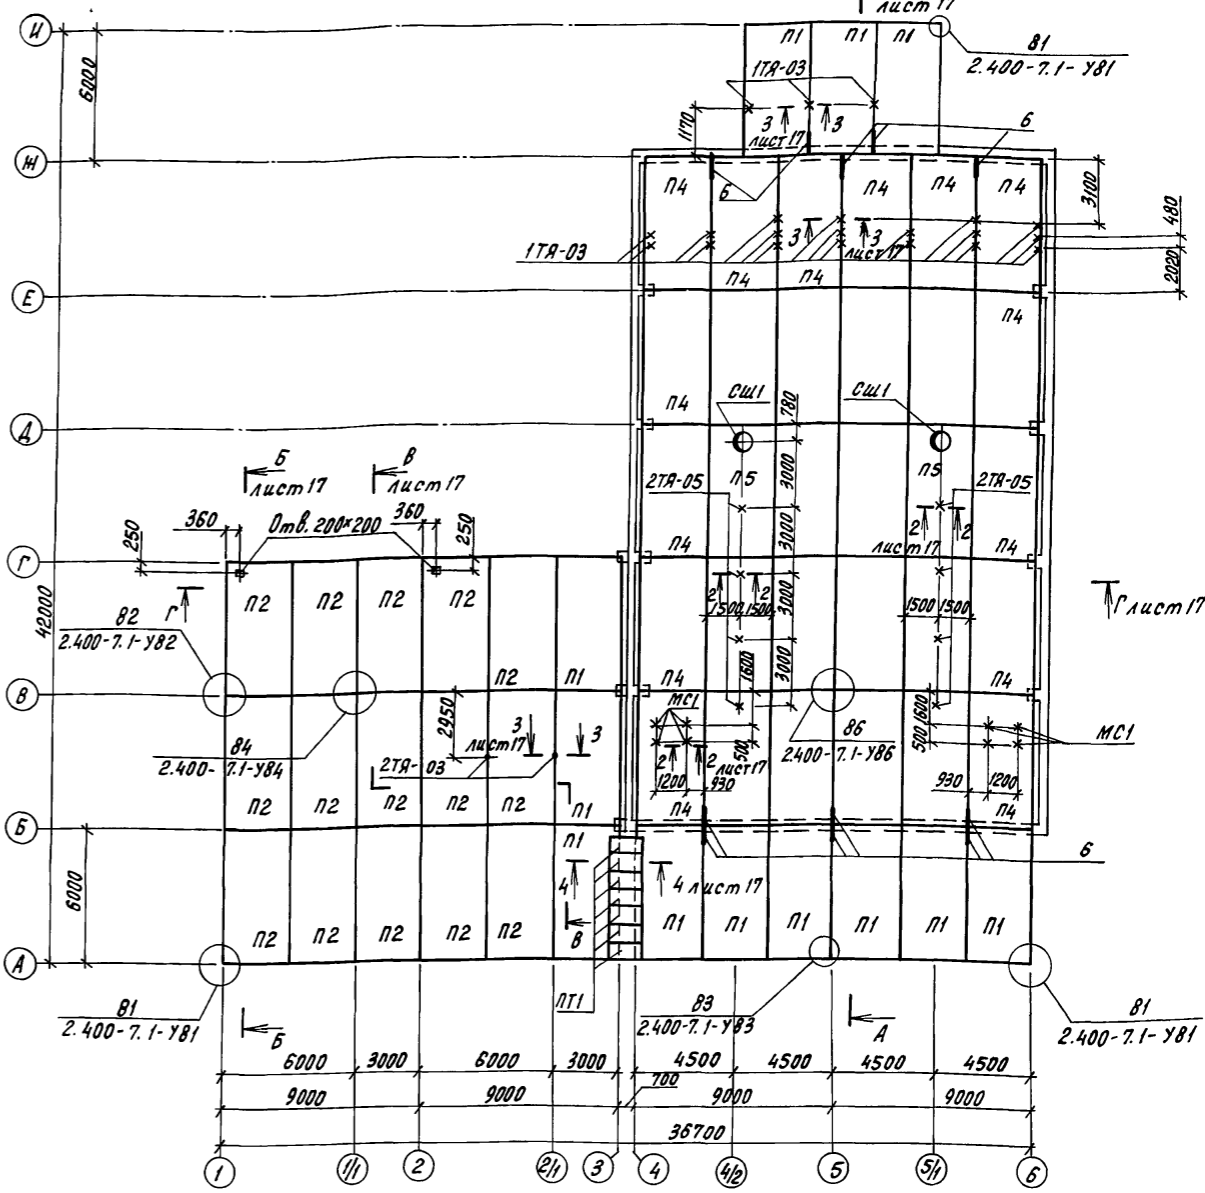 лист 17
И
П1 П1 П1
81
2.400-7.1-У81
6000
1ТЯ-03
1170
3 3
лист 17
6
Ж
П4 П4 П4 П4
6
3100
480
3 3
лист 17
1ТЯ-03
2020
П4 П4
Е
П4
СШ1 СШ1
780
П4
Д
Б В
лист 17 лист 17
П5 П5
3000
2ТЯ-05 2ТЯ-05
360 Отв. 200×200 360
250 250
2 2
лист 17
3000
Г
П4 П4
42000
П2 П2 П2 П2
Г
2 2
1500 1500
3000
1500 1500
Г лист 17
82
2.400-7.1-У82
1600
3000
П2 П1
П4 П4
В
МС1
2950
3 3
лист 17
500
86
2.400-7.1-У86
500 1600
МС1
84
2.400-7.1-У84
2ТЯ-03
2 2
лист 17
1200 930
930 1200
П2 П2 П2 П2 П2
П1
П4 П4
Б
П1
6
4 4 лист 17
6000
В
П2 П2 П2 П2 П2
П1 П1 П1 П1 П1 П1
А
81
2.400-7.1-У81
Б
ПТ1
83
2.400-7.1-У83
А
81
2.400-7.1-У81
6000 3000 6000 3000 4500 4500 4500 4500
700
9000 9000 9000 9000
36700
1 1/1 2 2/1 3 4 4/2 5 5/1 6